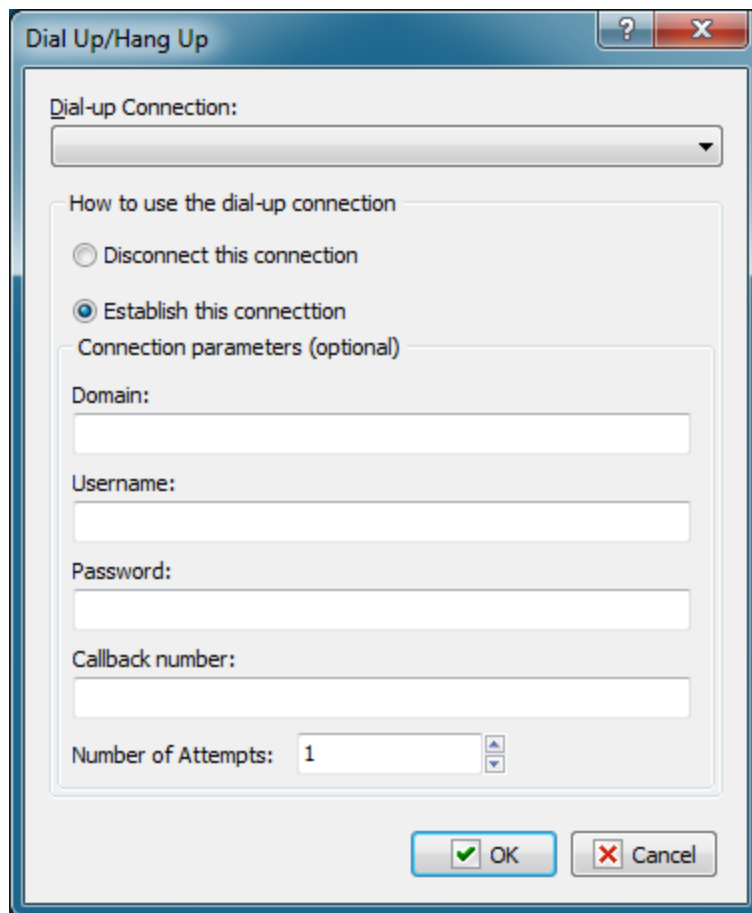 Dial Up/Hang Up
?
Dial-up Connection:
How to use the dial-up connection
Disconnect this connection
Establish this connecttion
Connection parameters (optional)
Domain:
Username:
Password:
Callback number:
Number of Attempts: 1
OK Cancel